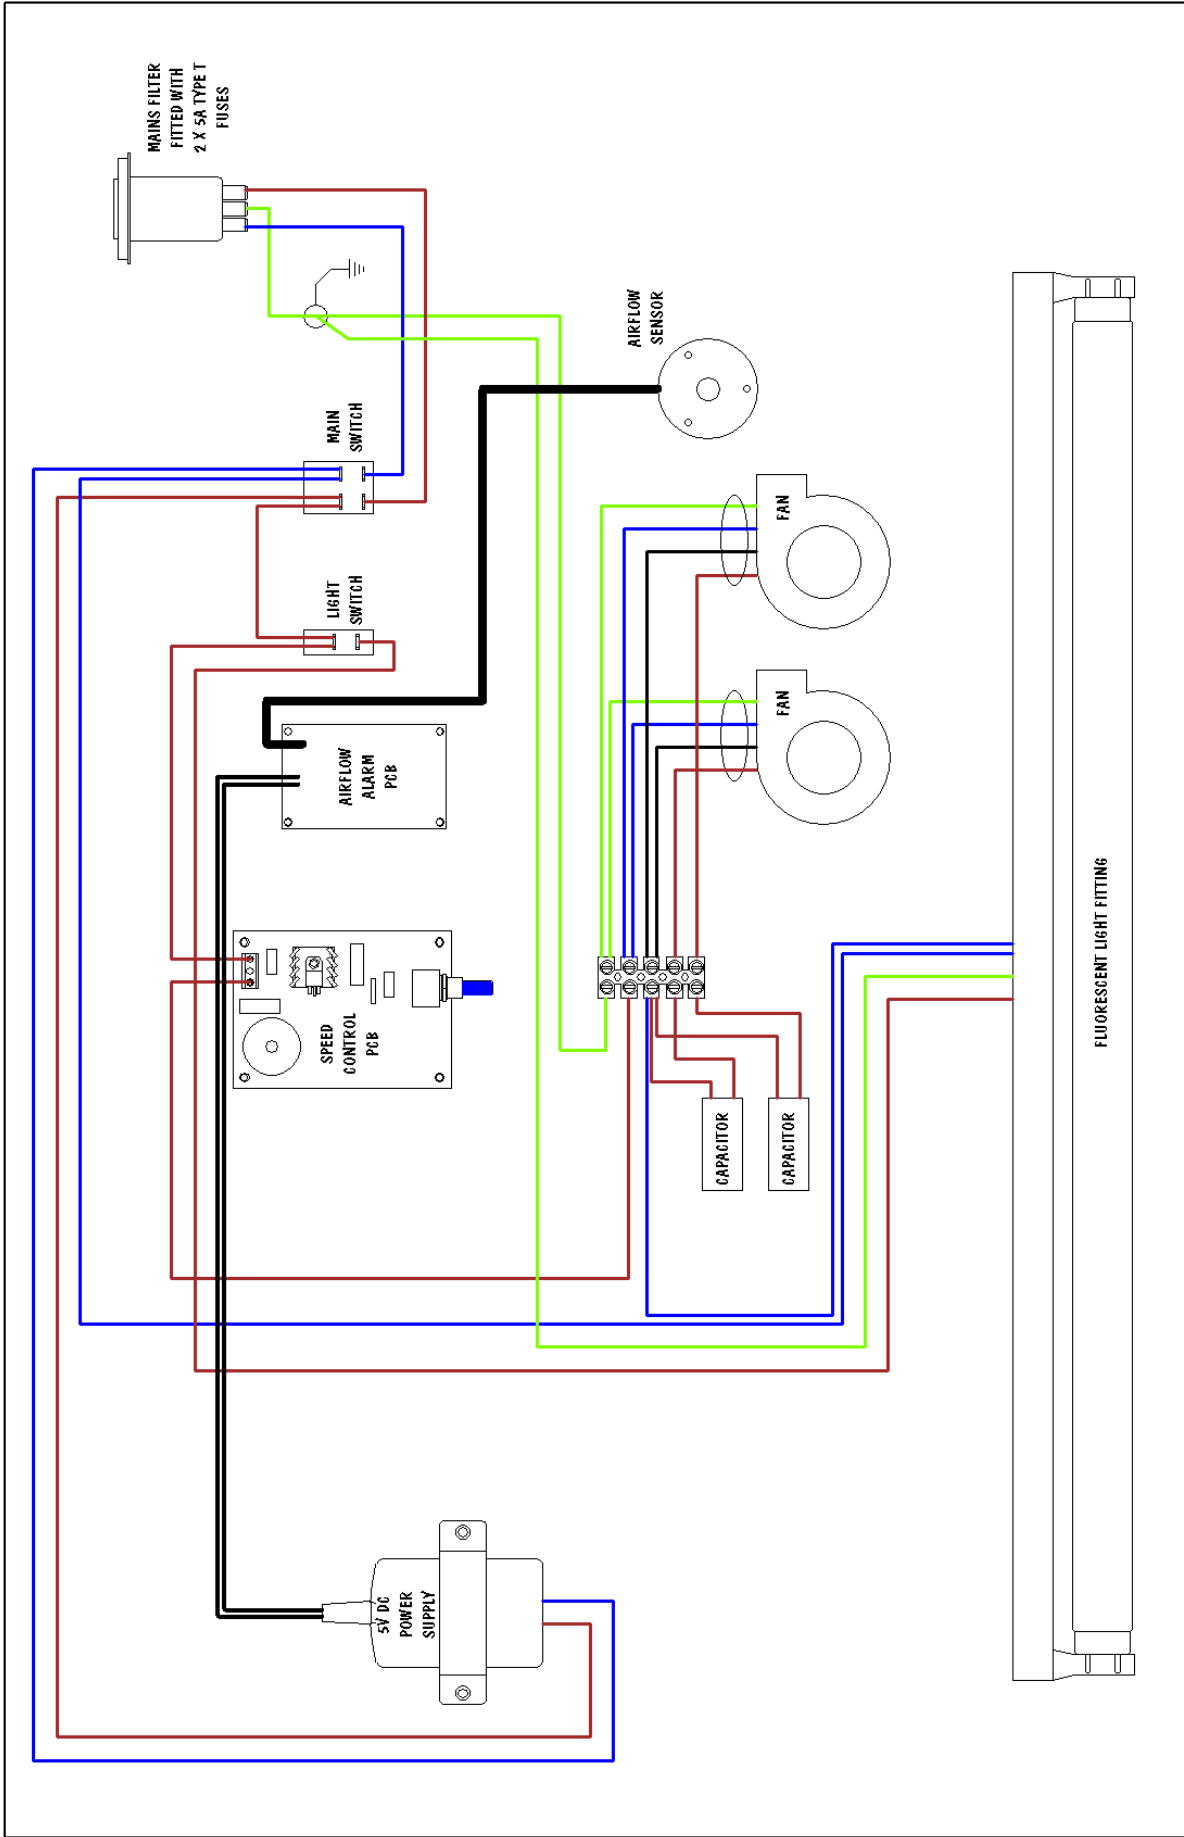 MAINS FILTER
FITTED WITH
2 X 5A TYPE T
FUSES
AIRFLOW
SENSOR
MAIN
SWITCH
LIGHT
SWITCH
FAN
FAN
AIRFLOW
ALARM
PCB
SPEED
CONTROL
PCB
CAPACITOR
CAPACITOR
FLUORESCENT LIGHT FITTING
5V DC
POWER
SUPPLY